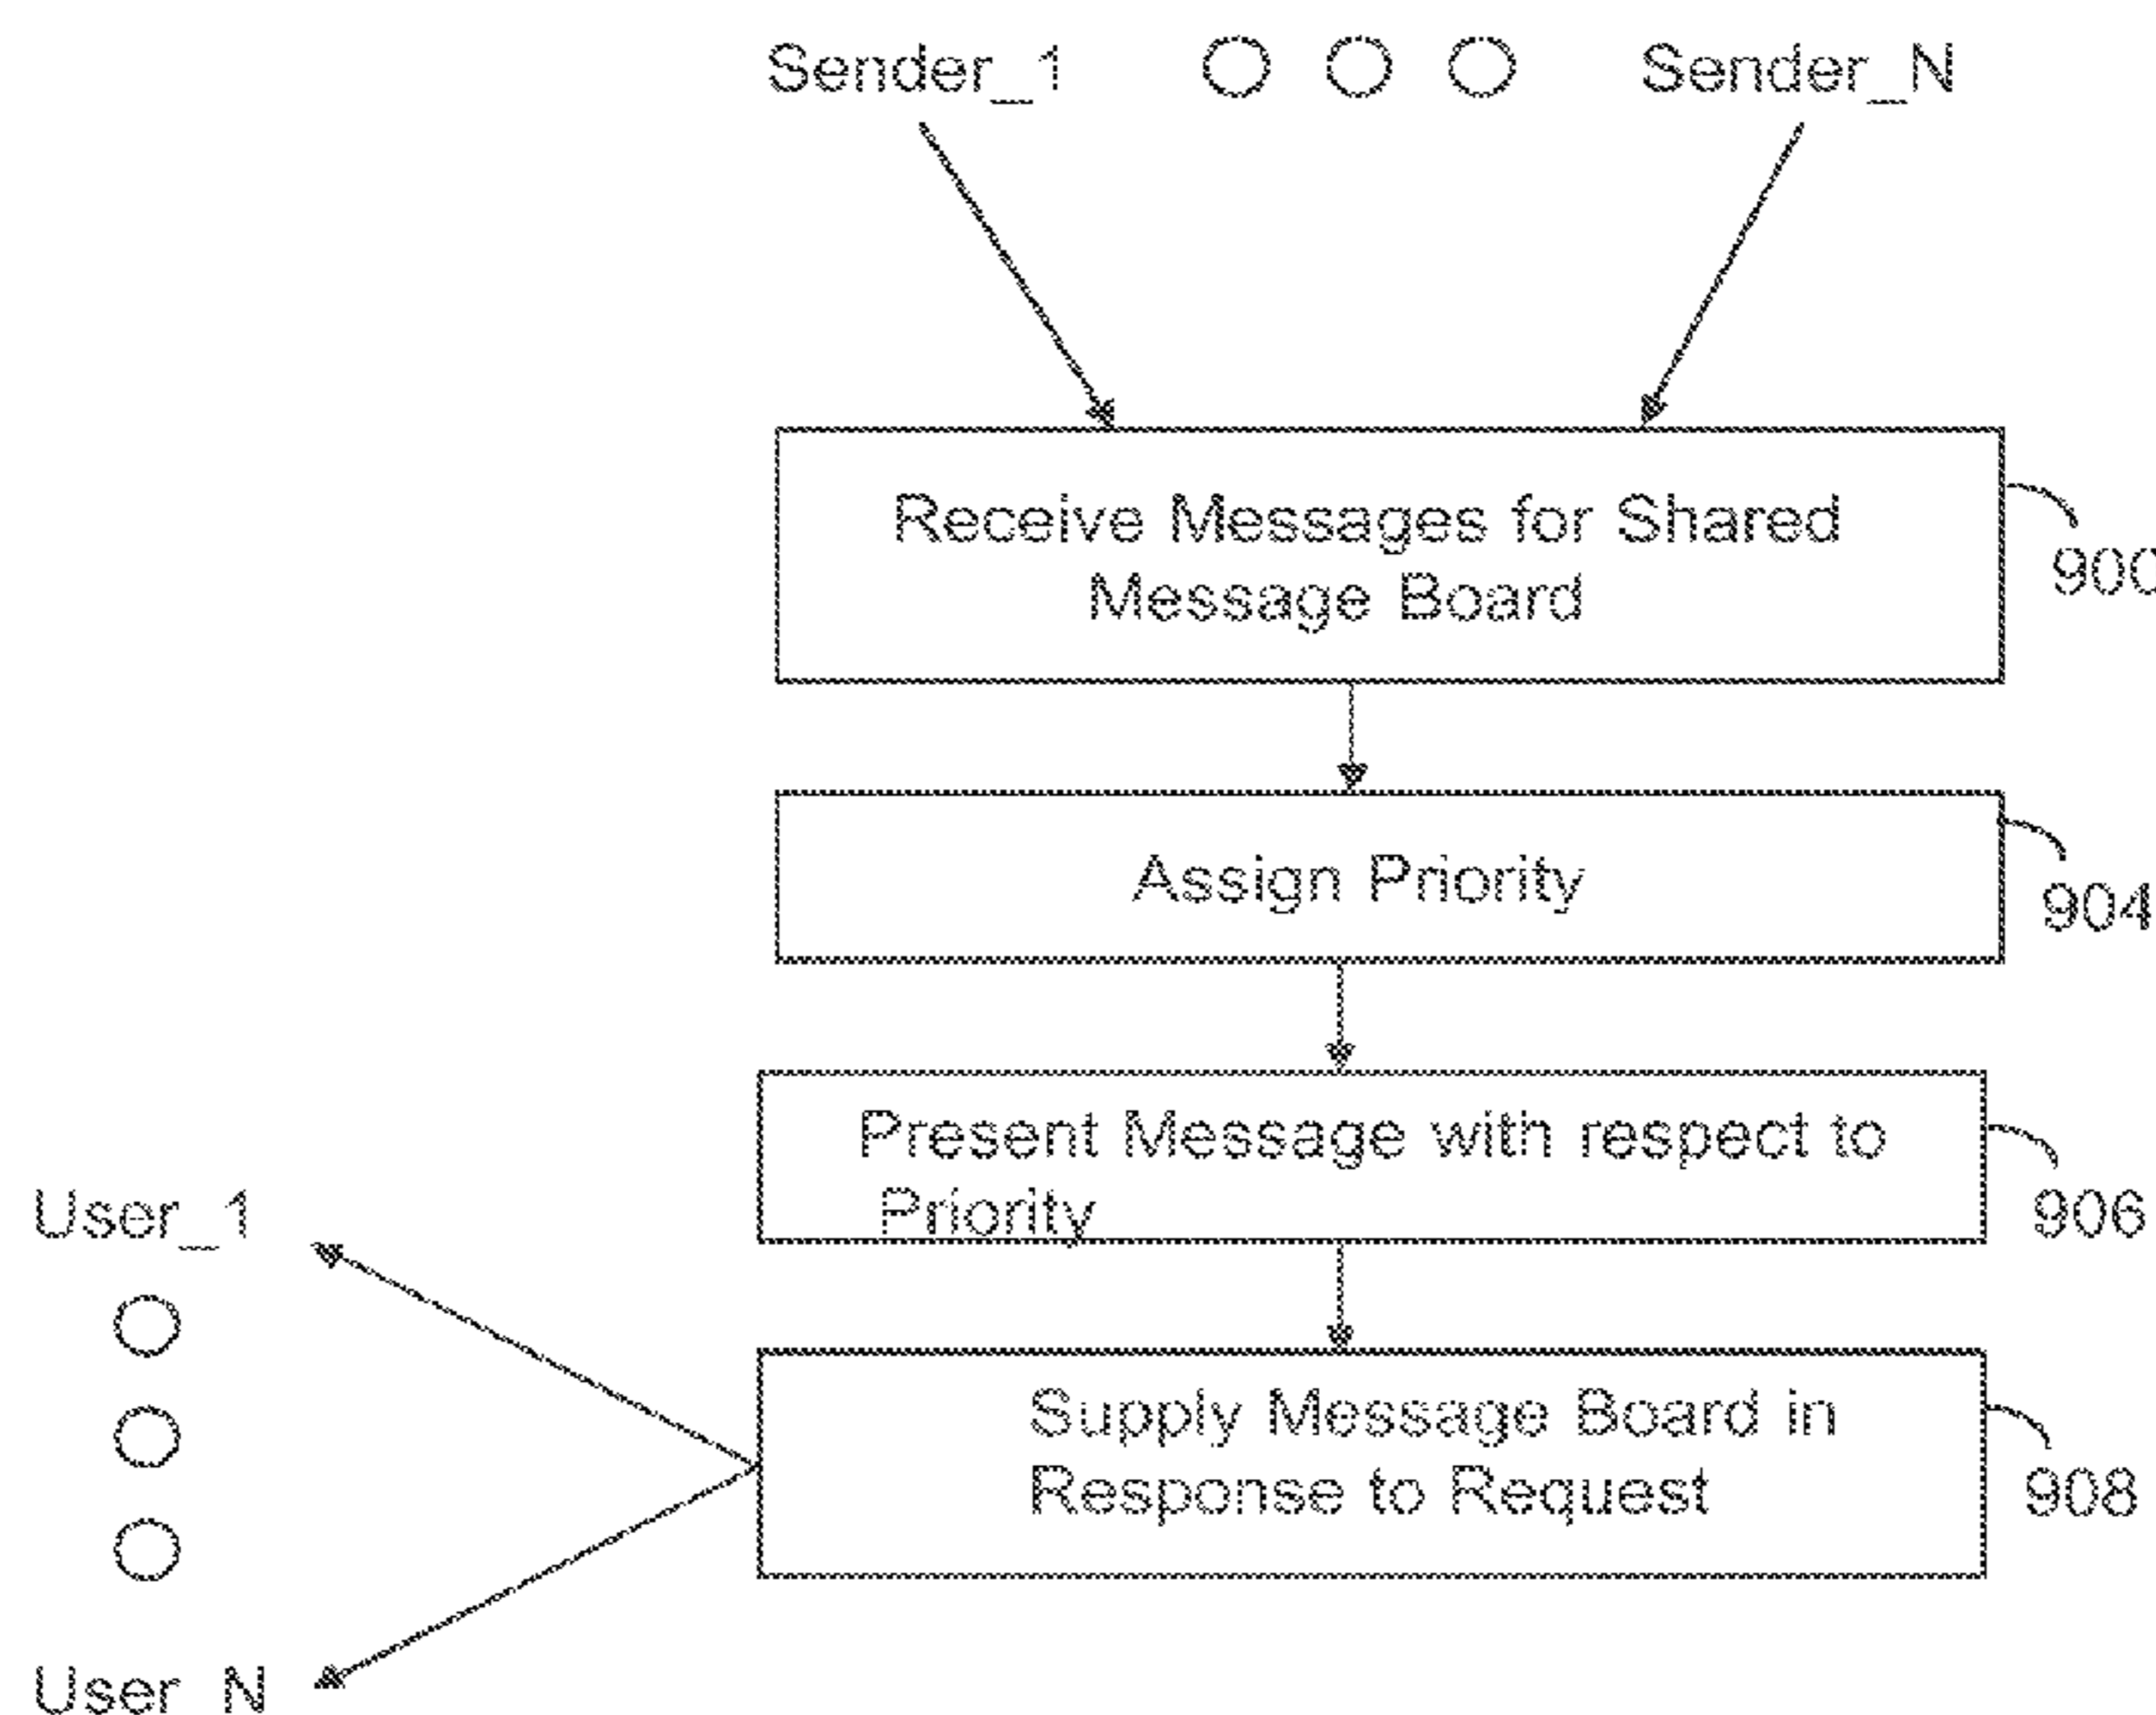 Sender_1 Sender_N
Receive Messages for Shared
Message Board
900
Assign Priority
904
Present Message with respect to
Priority
906
User_1
Supply Message Board in
Response to Request
908
User_N